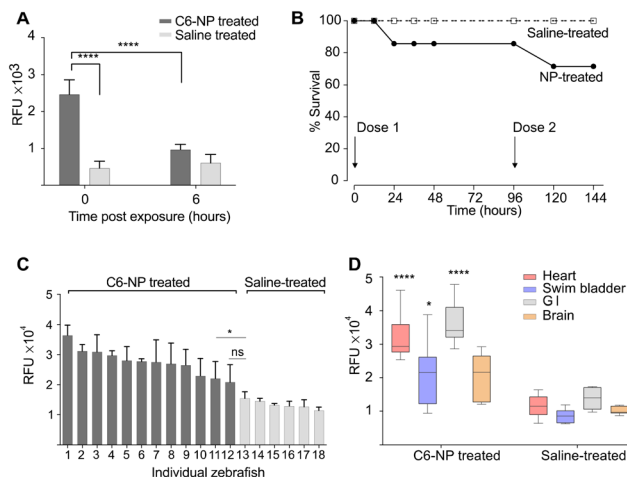 A
C6-NP treated
Saline treated
****
****
RFU ×10³
3
2
1
0
6
Time post exposure (hours)
B
% Survival
100
80
60
40
20
0
Saline-treated
NP-treated
Dose 1
Dose 2
0
24
48
72
96
120
144
Time (hours)
C
C6-NP treated
Saline-treated
*
ns
RFU ×10⁴
5
4
3
2
1
1 2 3 4 5 6 7 8 9 10 11 12 13 14 15 16 17 18
Individual zebrafish
D
Heart
Swim bladder
G I
Brain
****
*
****
RFU ×10⁴
5
4
3
2
1
0
C6-NP treated
Saline-treated